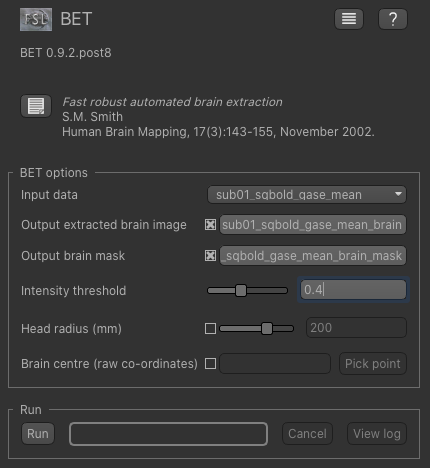 FSL BET ?
BET 0.9.2.post8
Fast robust automated brain extraction
S.M. Smith
Human Brain Mapping, 17(3):143-155, November 2002.
BET options
Input data sub01_sqbold_gase_mean
Output extracted brain image sub01_sqbold_gase_mean_brain
Output brain mask _sqbold_gase_mean_brain_mask
Intensity threshold 0.4
Head radius (mm) 200
Brain centre (raw co-ordinates) Pick point
Run
Run Cancel View log